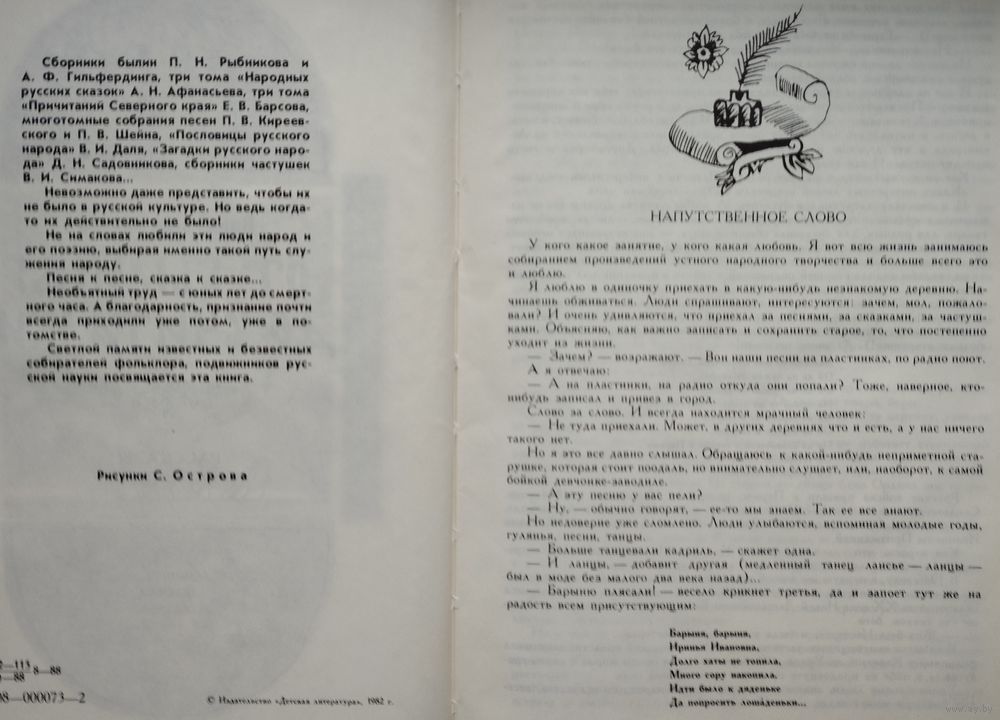 Сборники былин П. Н. Рыбникова и
А. Ф. Гильфердинга, три тома «Народных
русских сказок» А. Н. Афанасьева, три тома
«Причитаний Северного края» Е. В. Барсова,
многотомные собрания песен П. В. Киреев-
ского и П. В. Шейна, «Пословицы русского
народа» В. И. Даля, «Загадки русского наро-
да» Д. Н. Садовникова, сборники частушек
В. И. Симакова...
Невозможно даже представить, чтобы их
не было в русской культуре. Но ведь когда-
то их действительно не было!
Не на словах любили эти люди народ и
его поэзию, выбирая именно такой путь слу-
жения народу.
Песня к песне, сказка к сказке...
Необъятный труд — с юных лет до смерт-
ного часа. А благодарность, признание почти
всегда приходили уже потом, уже в по-
томстве.
Светлой памяти известных и безвестных
собирателей фольклора, подвижников рус-
ской науки посвящается эта книга.
Рисунки С. Острова
—113
8—88
—88
98—000073—2
© Издательство «Детская литература», 1982 г.
НАПУТСТВЕННОЕ СЛОВО
У кого какое занятие, у кого какая любовь. Я вот всю жизнь занимаюсь
собиранием произведений устного народного творчества и больше всего это
и люблю.
Я люблю в одиночку приехать в какую-нибудь незнакомую деревню. На-
чинаешь обживаться. Люди спрашивают, интересуются: зачем, мол, пожало-
вали? И очень удивляются, что приехал за песнями, за сказками, за частуш-
ками. Объясняю, как важно записать и сохранить старое, то, что постепенно
уходит из жизни.
— Зачем? — возражают. — Вон наши песни на пластинках, по радио поют.
А я отвечаю:
— А на пластинки, на радио откуда они попали? Тоже, наверное, кто-
нибудь записал и привез в город.
Слово за слово. И всегда находится мрачный человек:
— Не туда приехали. Может, в других деревнях что и есть, а у нас ничего
такого нет.
Но я это все давно слышал. Обращаюсь к какой-нибудь неприметной ста-
рушке, которая стоит поодаль, но внимательно слушает, или, наоборот, к самой
бойкой девчонке-заводиле.
— А эту песню у вас пели?
— Ну, — обычно говорят, — ее-то мы знаем. Так ее все знают.
Но недоверие уже сломлено. Люди улыбаются, вспоминая молодые годы,
гулянья, песни, танцы.
— Больше танцевали кадриль, — скажет одна.
— И ланцы, — добавит другая (медленный танец лансье — ланцы —
был в моде без малого два века назад)...
— Барыню плясали! — весело крикнет третья, да и запоет тут же на
радость всем присутствующим:
Барыня, барыня,
Иринья Ивановна,
Долго хаты не топила,
Много сору накопила.
Идти было к дяденьке
Да попросить лошаденьки...
www.ay.by